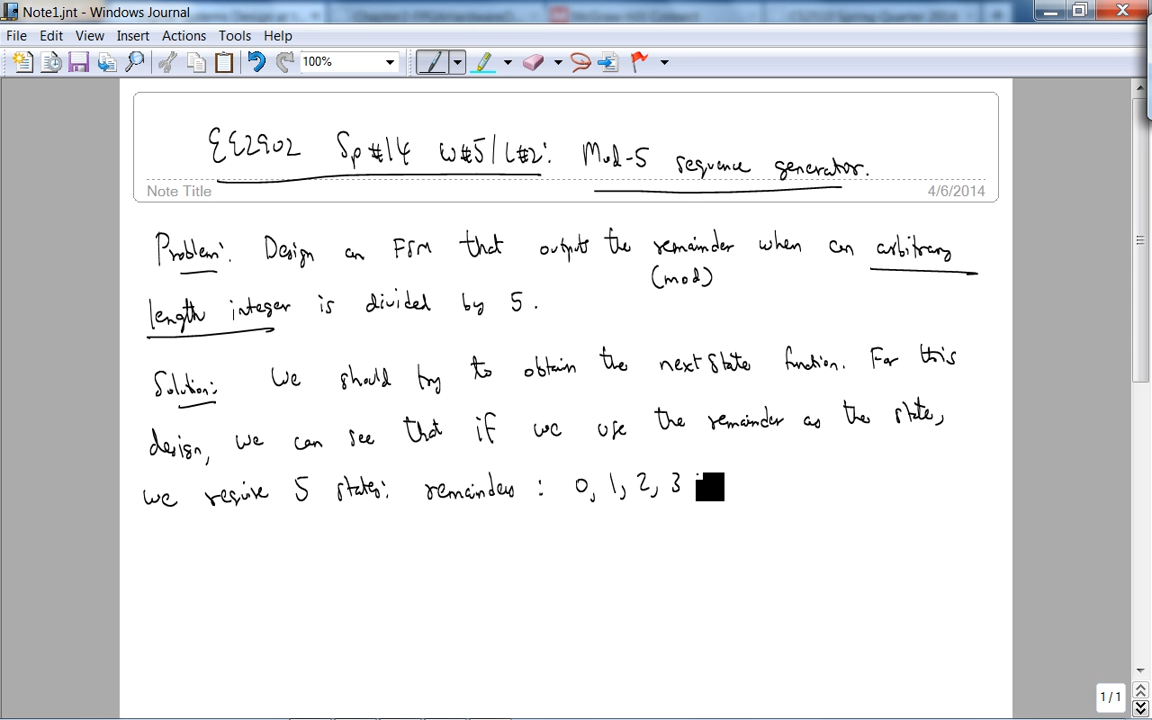 Note1.jnt - Windows Journal
File Edit View Insert Actions Tools Help
100%
EE2902 Sp#14 W#5/L#2: Mod-5 sequence generator.
Note Title
4/6/2014
Problem: Design an FSM that outputs the remainder when an arbitrary
(mod)
length integer is divided by 5.
Solution: We should try to obtain the next state function. For this
design, we can see that if we use the remainder as the state,
we require 5 states: remainders : 0, 1, 2, 3
1 / 1